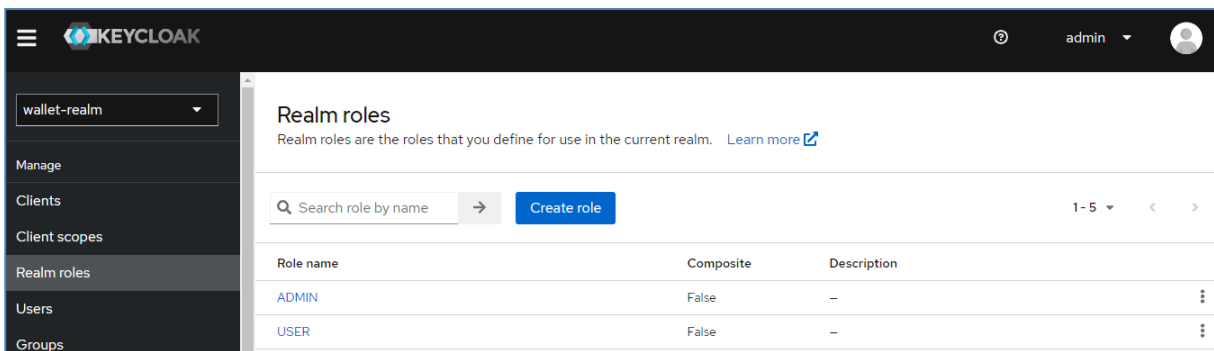 KEYCLOAK
admin
wallet-realm
Manage
Clients
Client scopes
Realm roles
Users
Groups
Realm roles
Realm roles are the roles that you define for use in the current realm. Learn more
Search role by name
Create role
1 - 5
Role name Composite Description
ADMIN False –
USER False –